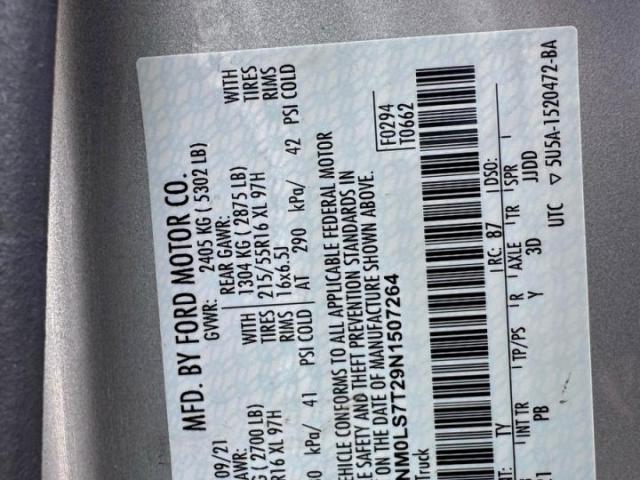 MFD. BY FORD MOTOR CO.
09/21 GVWR: 2405 KG ( 5302 LB)
GAWR: REAR GAWR: WITH
G ( 2700 LB) 1304 KG ( 2875 LB) TIRES
R16 XL 97H TIRES 215/55R16 XL 97H RIMS
RIMS 16x6.5J PSI COLD
0 kPa/ 41 PSI COLD AT 290 kPa/ 42
VEHICLE CONFORMS TO ALL APPLICABLE FEDERAL MOTOR
E SAFETY AND THEFT PREVENTION STANDARDS IN
ON THE DATE OF MANUFACTURE SHOWN ABOVE.
F0294
T0662
NM0LS7T29N1507264
Truck
NT: TY RC: 87 DSO:
INT TR TP/PS R AXLE TR SPR
21 PB Y 3D JJDD
UTC ▽ 5U5A-1520472-BA